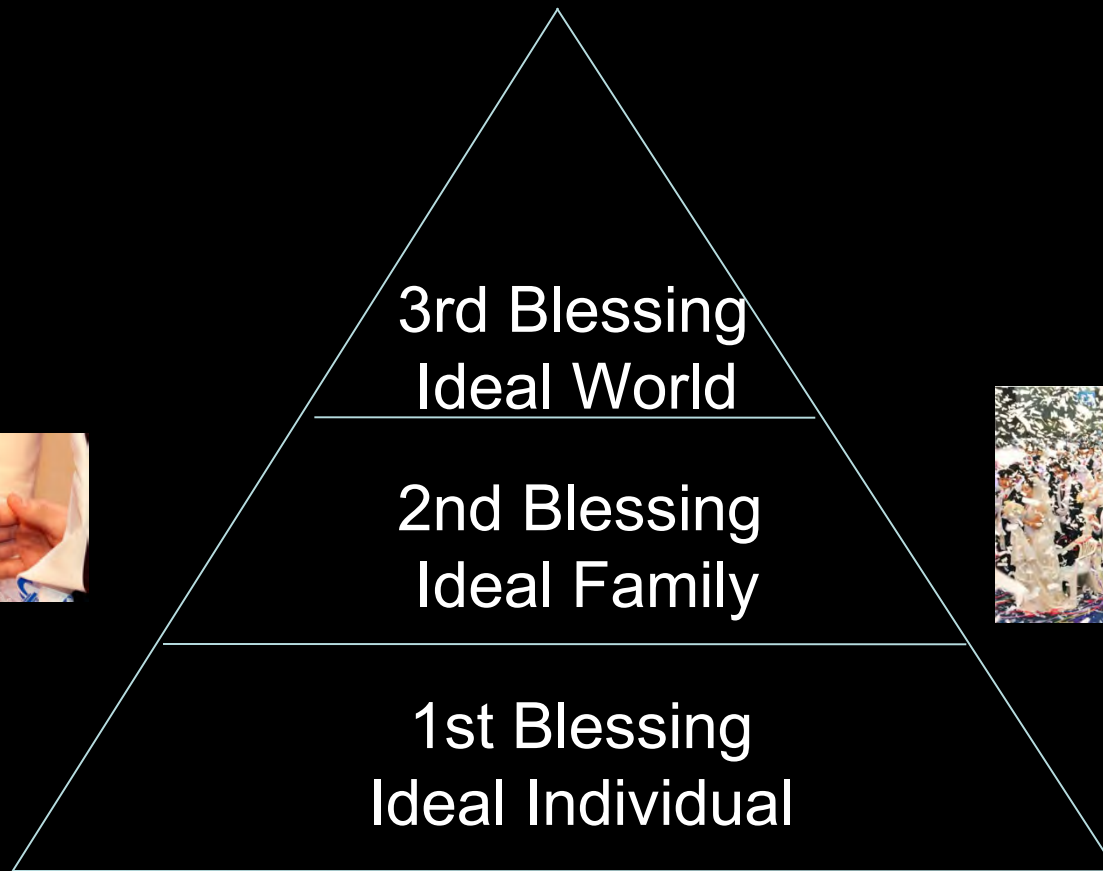 3rd Blessing
Ideal World
2nd Blessing
Ideal Family
1st Blessing
Ideal Individual